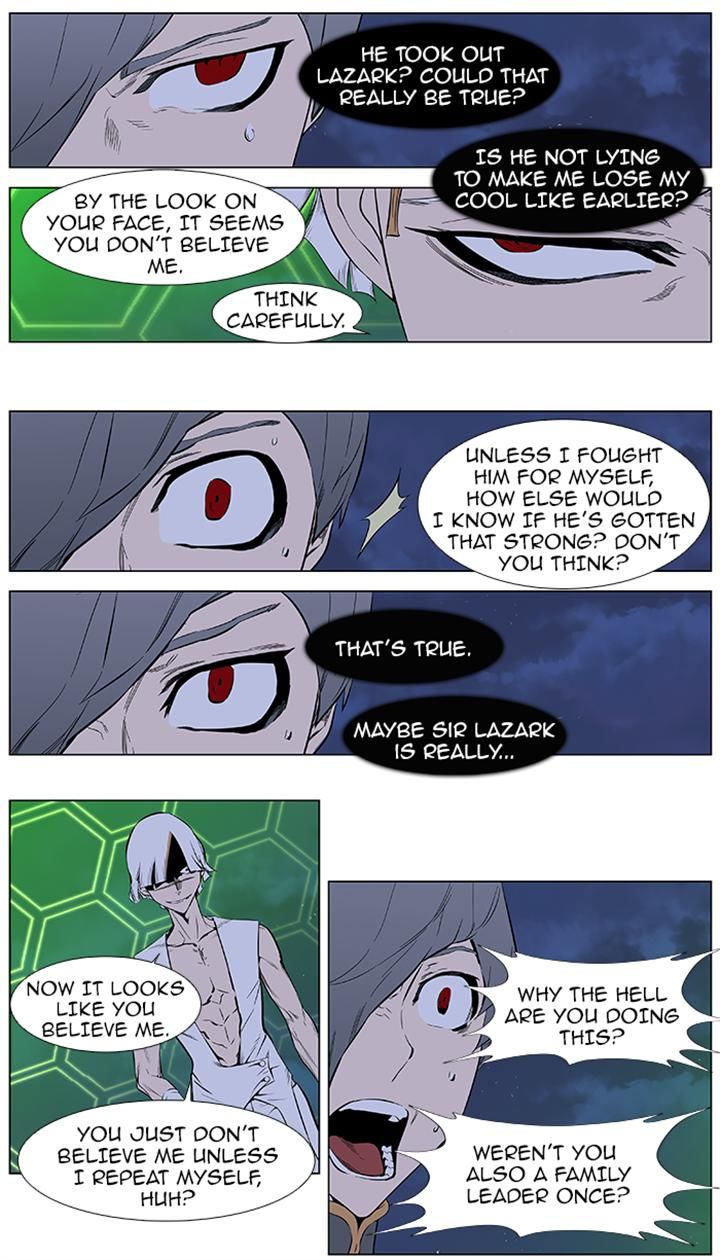 HE TOOK OUT
LAZARK? COULD THAT
REALLY BE TRUE?
IS HE NOT LYING
TO MAKE ME LOSE MY
COOL LIKE EARLIER?
BY THE LOOK ON
YOUR FACE, IT SEEMS
YOU DON'T BELIEVE
ME.
THINK
CAREFULLY.
UNLESS I FOUGHT
HIM FOR MYSELF,
HOW ELSE WOULD
I KNOW IF HE'S GOTTEN
THAT STRONG? DON'T
YOU THINK?
THAT'S TRUE.
MAYBE SIR LAZARK
IS REALLY...
NOW IT LOOKS
LIKE YOU
BELIEVE ME.
YOU JUST DON'T
BELIEVE ME UNLESS
I REPEAT MYSELF,
HUH?
WHY THE HELL
ARE YOU DOING
THIS?
WEREN'T YOU
ALSO A FAMILY
LEADER ONCE?